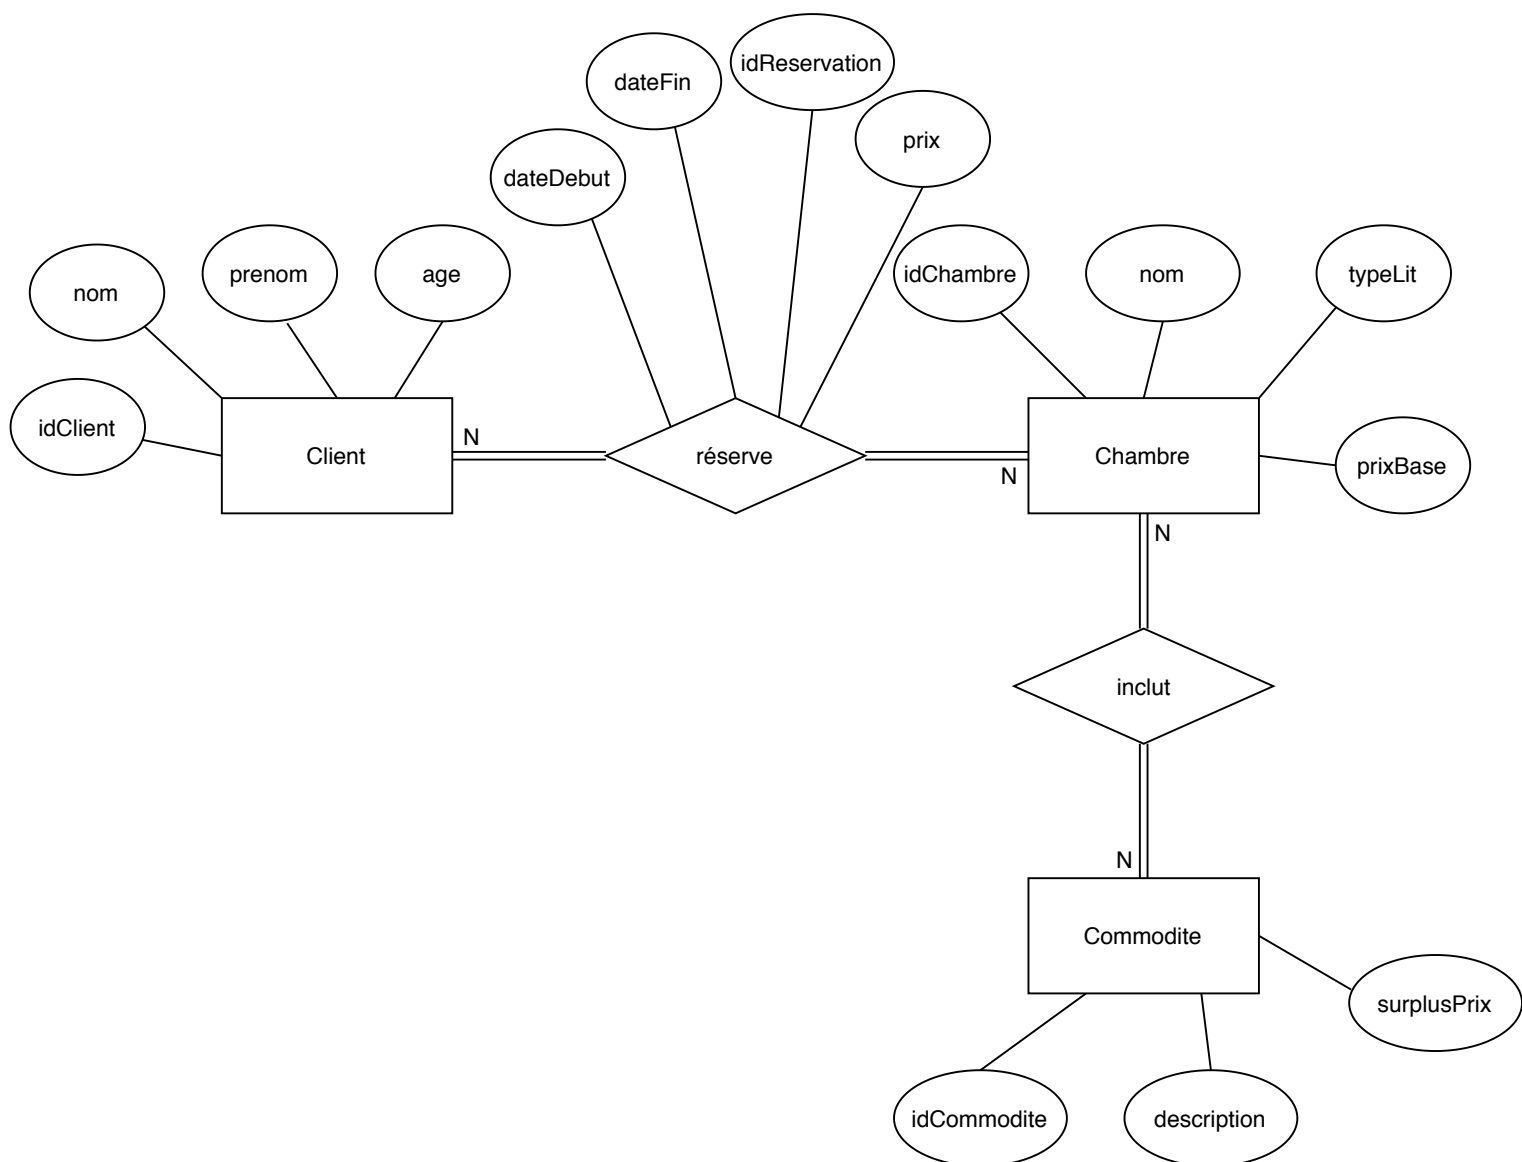 idReservation
dateFin
prix
dateDebut
prenom
age
idChambre
nom
typeLit
nom
idClient
N
Client
réserve
Chambre
prixBase
N
N
inclut
N
Commodite
surplusPrix
idCommodite
description